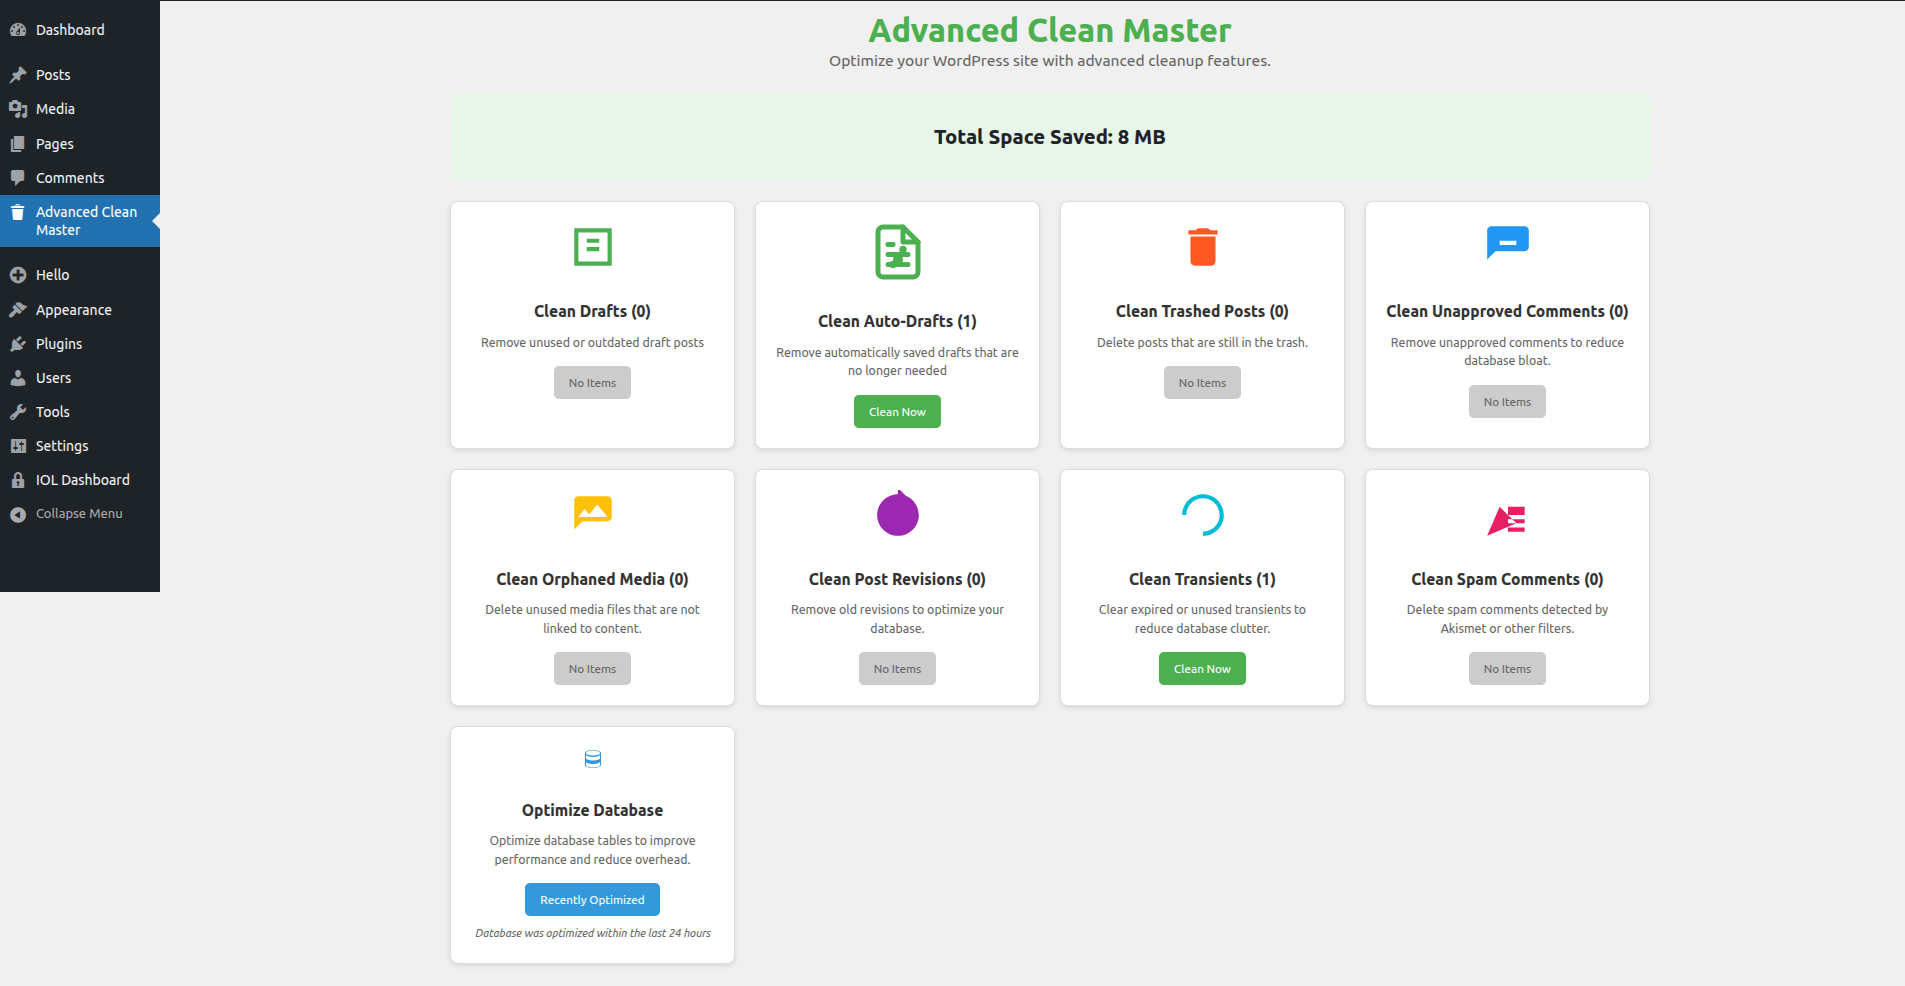 Dashboard
Posts
Media
Pages
Comments
Advanced Clean
Master
Hello
Appearance
Plugins
Users
Tools
Settings
IOL Dashboard
Collapse Menu
Advanced Clean Master
Optimize your WordPress site with advanced cleanup features.
Total Space Saved: 8 MB
Clean Drafts (0)
Remove unused or outdated draft posts
No Items
Clean Auto-Drafts (1)
Remove automatically saved drafts that are
no longer needed
Clean Now
Clean Trashed Posts (0)
Delete posts that are still in the trash.
No Items
Clean Unapproved Comments (0)
Remove unapproved comments to reduce
database bloat.
No Items
Clean Orphaned Media (0)
Delete unused media files that are not
linked to content.
No Items
Clean Post Revisions (0)
Remove old revisions to optimize your
database.
No Items
Clean Transients (1)
Clear expired or unused transients to
reduce database clutter.
Clean Now
Clean Spam Comments (0)
Delete spam comments detected by
Akismet or other filters.
No Items
Optimize Database
Optimize database tables to improve
performance and reduce overhead.
Recently Optimized
Database was optimized within the last 24 hours